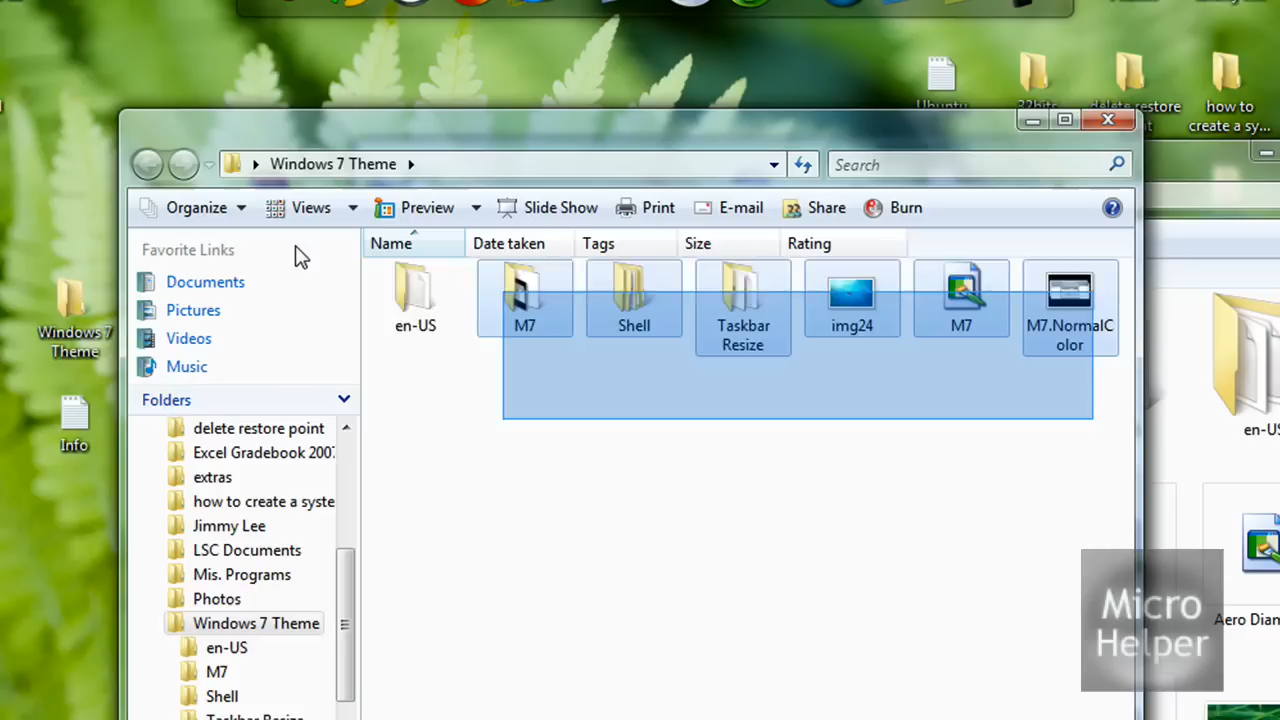 Ubuntu
32bits
delete restore
how to
create a sy...
Windows 7 Theme
Search
Organize
Views
Preview
Slide Show
Print
E-mail
Share
Burn
Favorite Links
Name
Date taken
Tags
Size
Rating
Documents
Pictures
Videos
Music
en-US
M7
Shell
Taskbar
Resize
img24
M7
M7.NormalC
olor
Windows 7
Theme
Info
Folders
delete restore point
Excel Gradebook 2007
extras
how to create a syste
Jimmy Lee
LSC Documents
Mis. Programs
Photos
Windows 7 Theme
en-US
M7
Shell
Taskbar Resize
en-US
Aero Diam
Micro
Helper